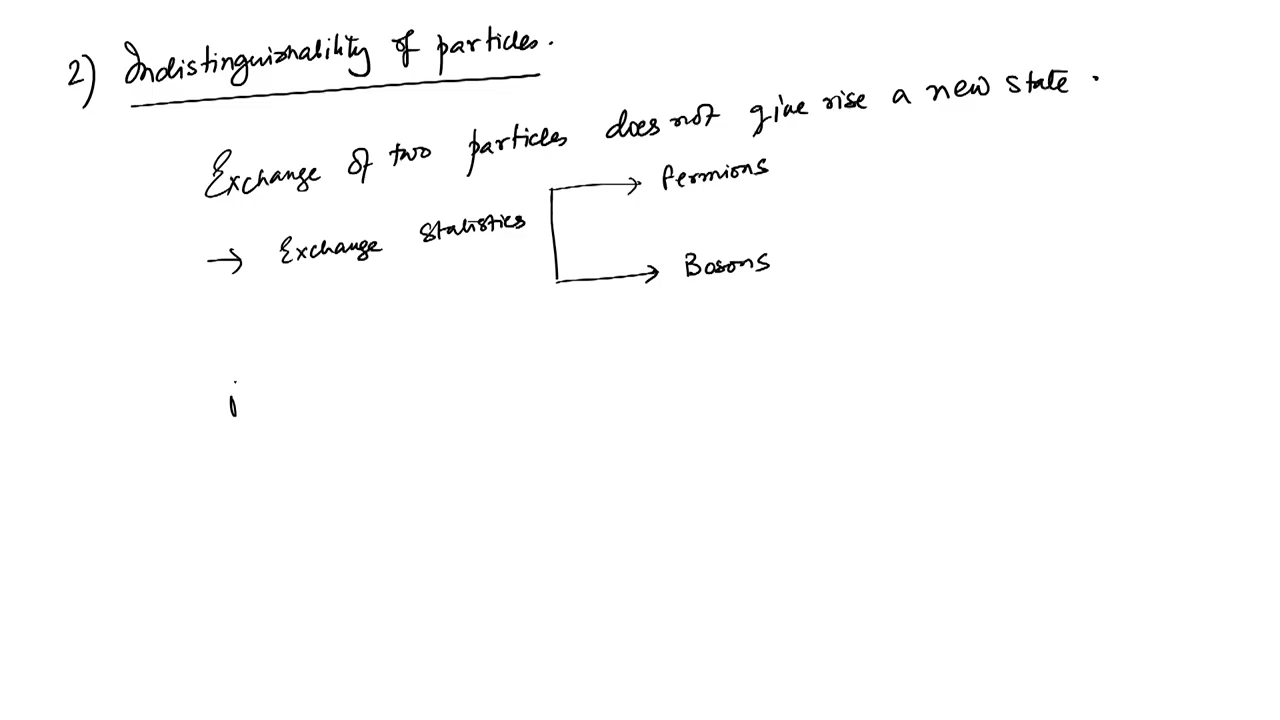 2) Indistinguishability of particles.
Exchange of two particles does not give rise a new state.
→ Exchange Statistics → fermions
→ Bosons
i